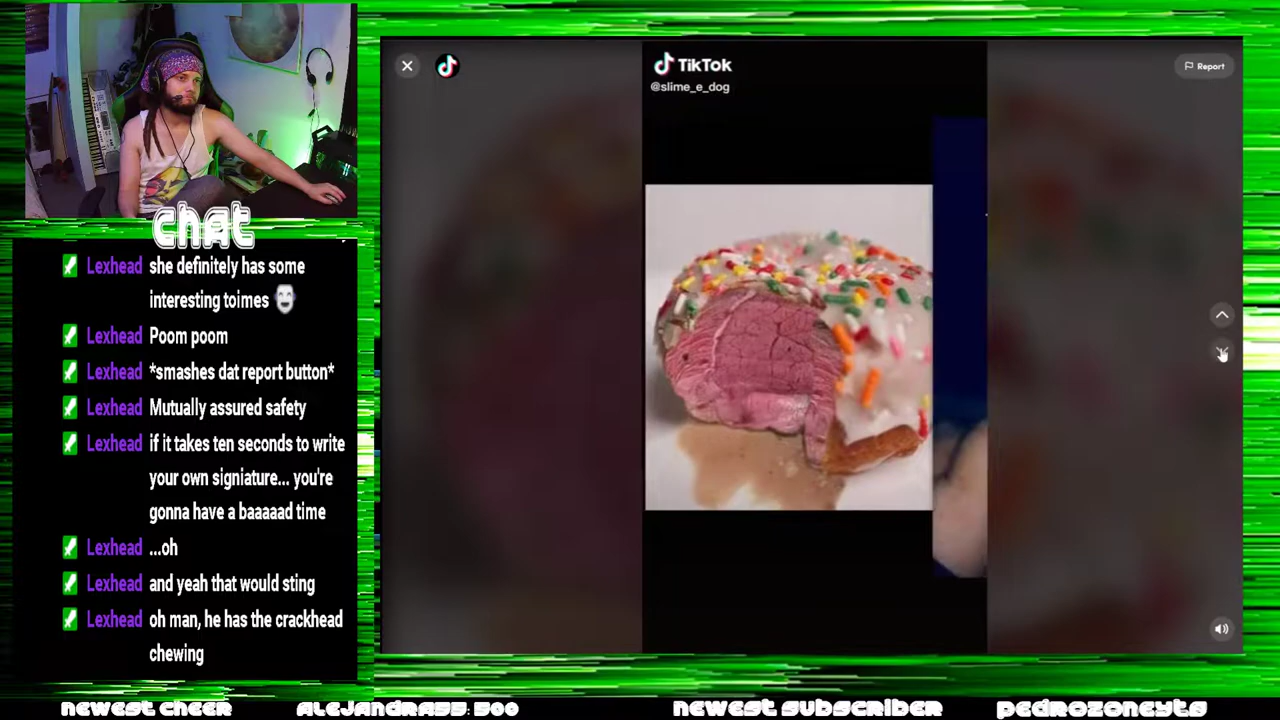 chat
Lexhead she definitely has some
interesting toimes
Lexhead Poom poom
Lexhead *smashes dat report button*
Lexhead Mutually assured safety
Lexhead if it takes ten seconds to write
your own signiature... you're
gonna have a baaaaad time
Lexhead ...oh
Lexhead and yeah that would sting
Lexhead oh man, he has the crackhead
chewing
TikTok
@slime_e_dog
Report
newest cheer
alejandra55: 500
newest subscriber
pedrozoneyts